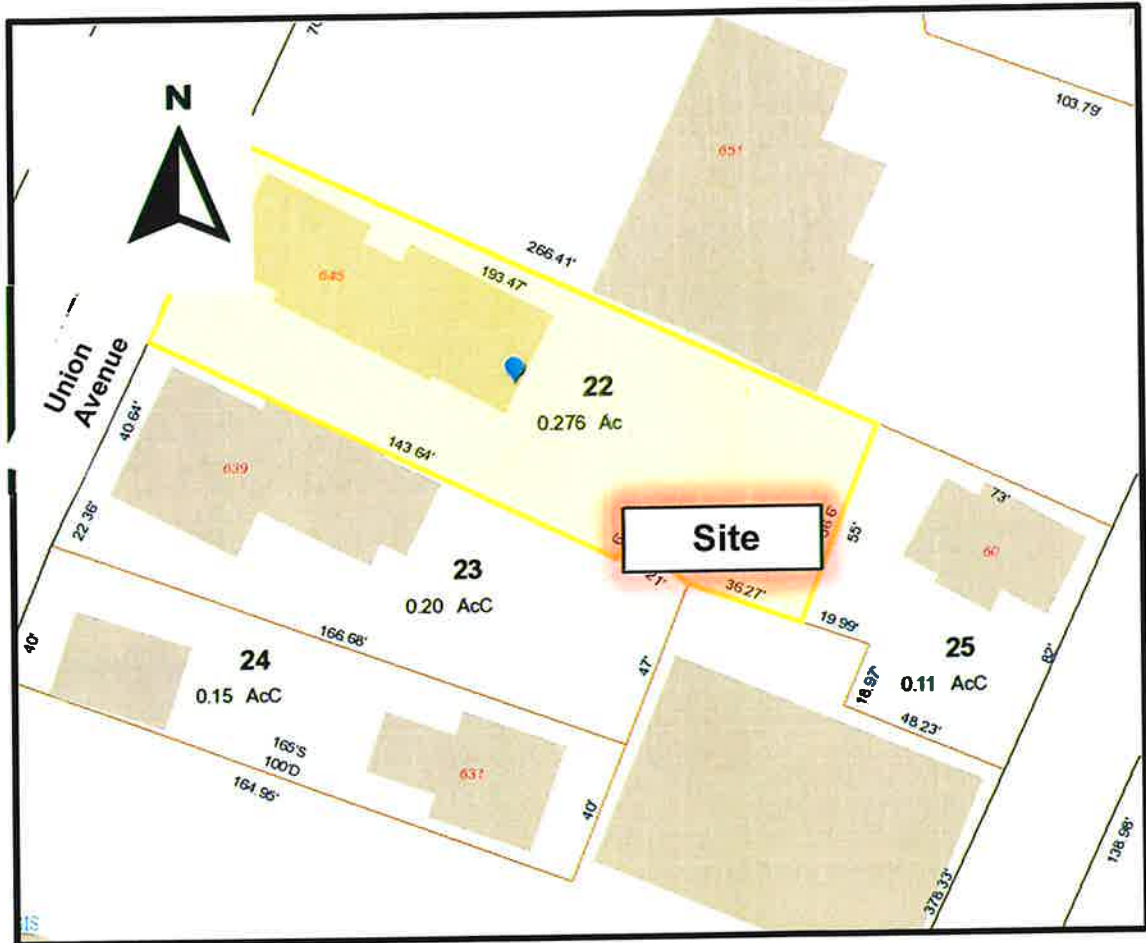 N
103.79'
651
266.41'
193.47'
645
22
0.276 Ac
Union
Avenue
40.64'
143.64'
639
22.36'
Site
36.27'
55'
73'
60
19.99'
23
0.20 AcC
166.68'
25
0.11 AcC
82'
18.97'
48.23'
47'
40'
24
0.15 AcC
165'S
100'D
164.95'
631
40'
378.33'
138.96'